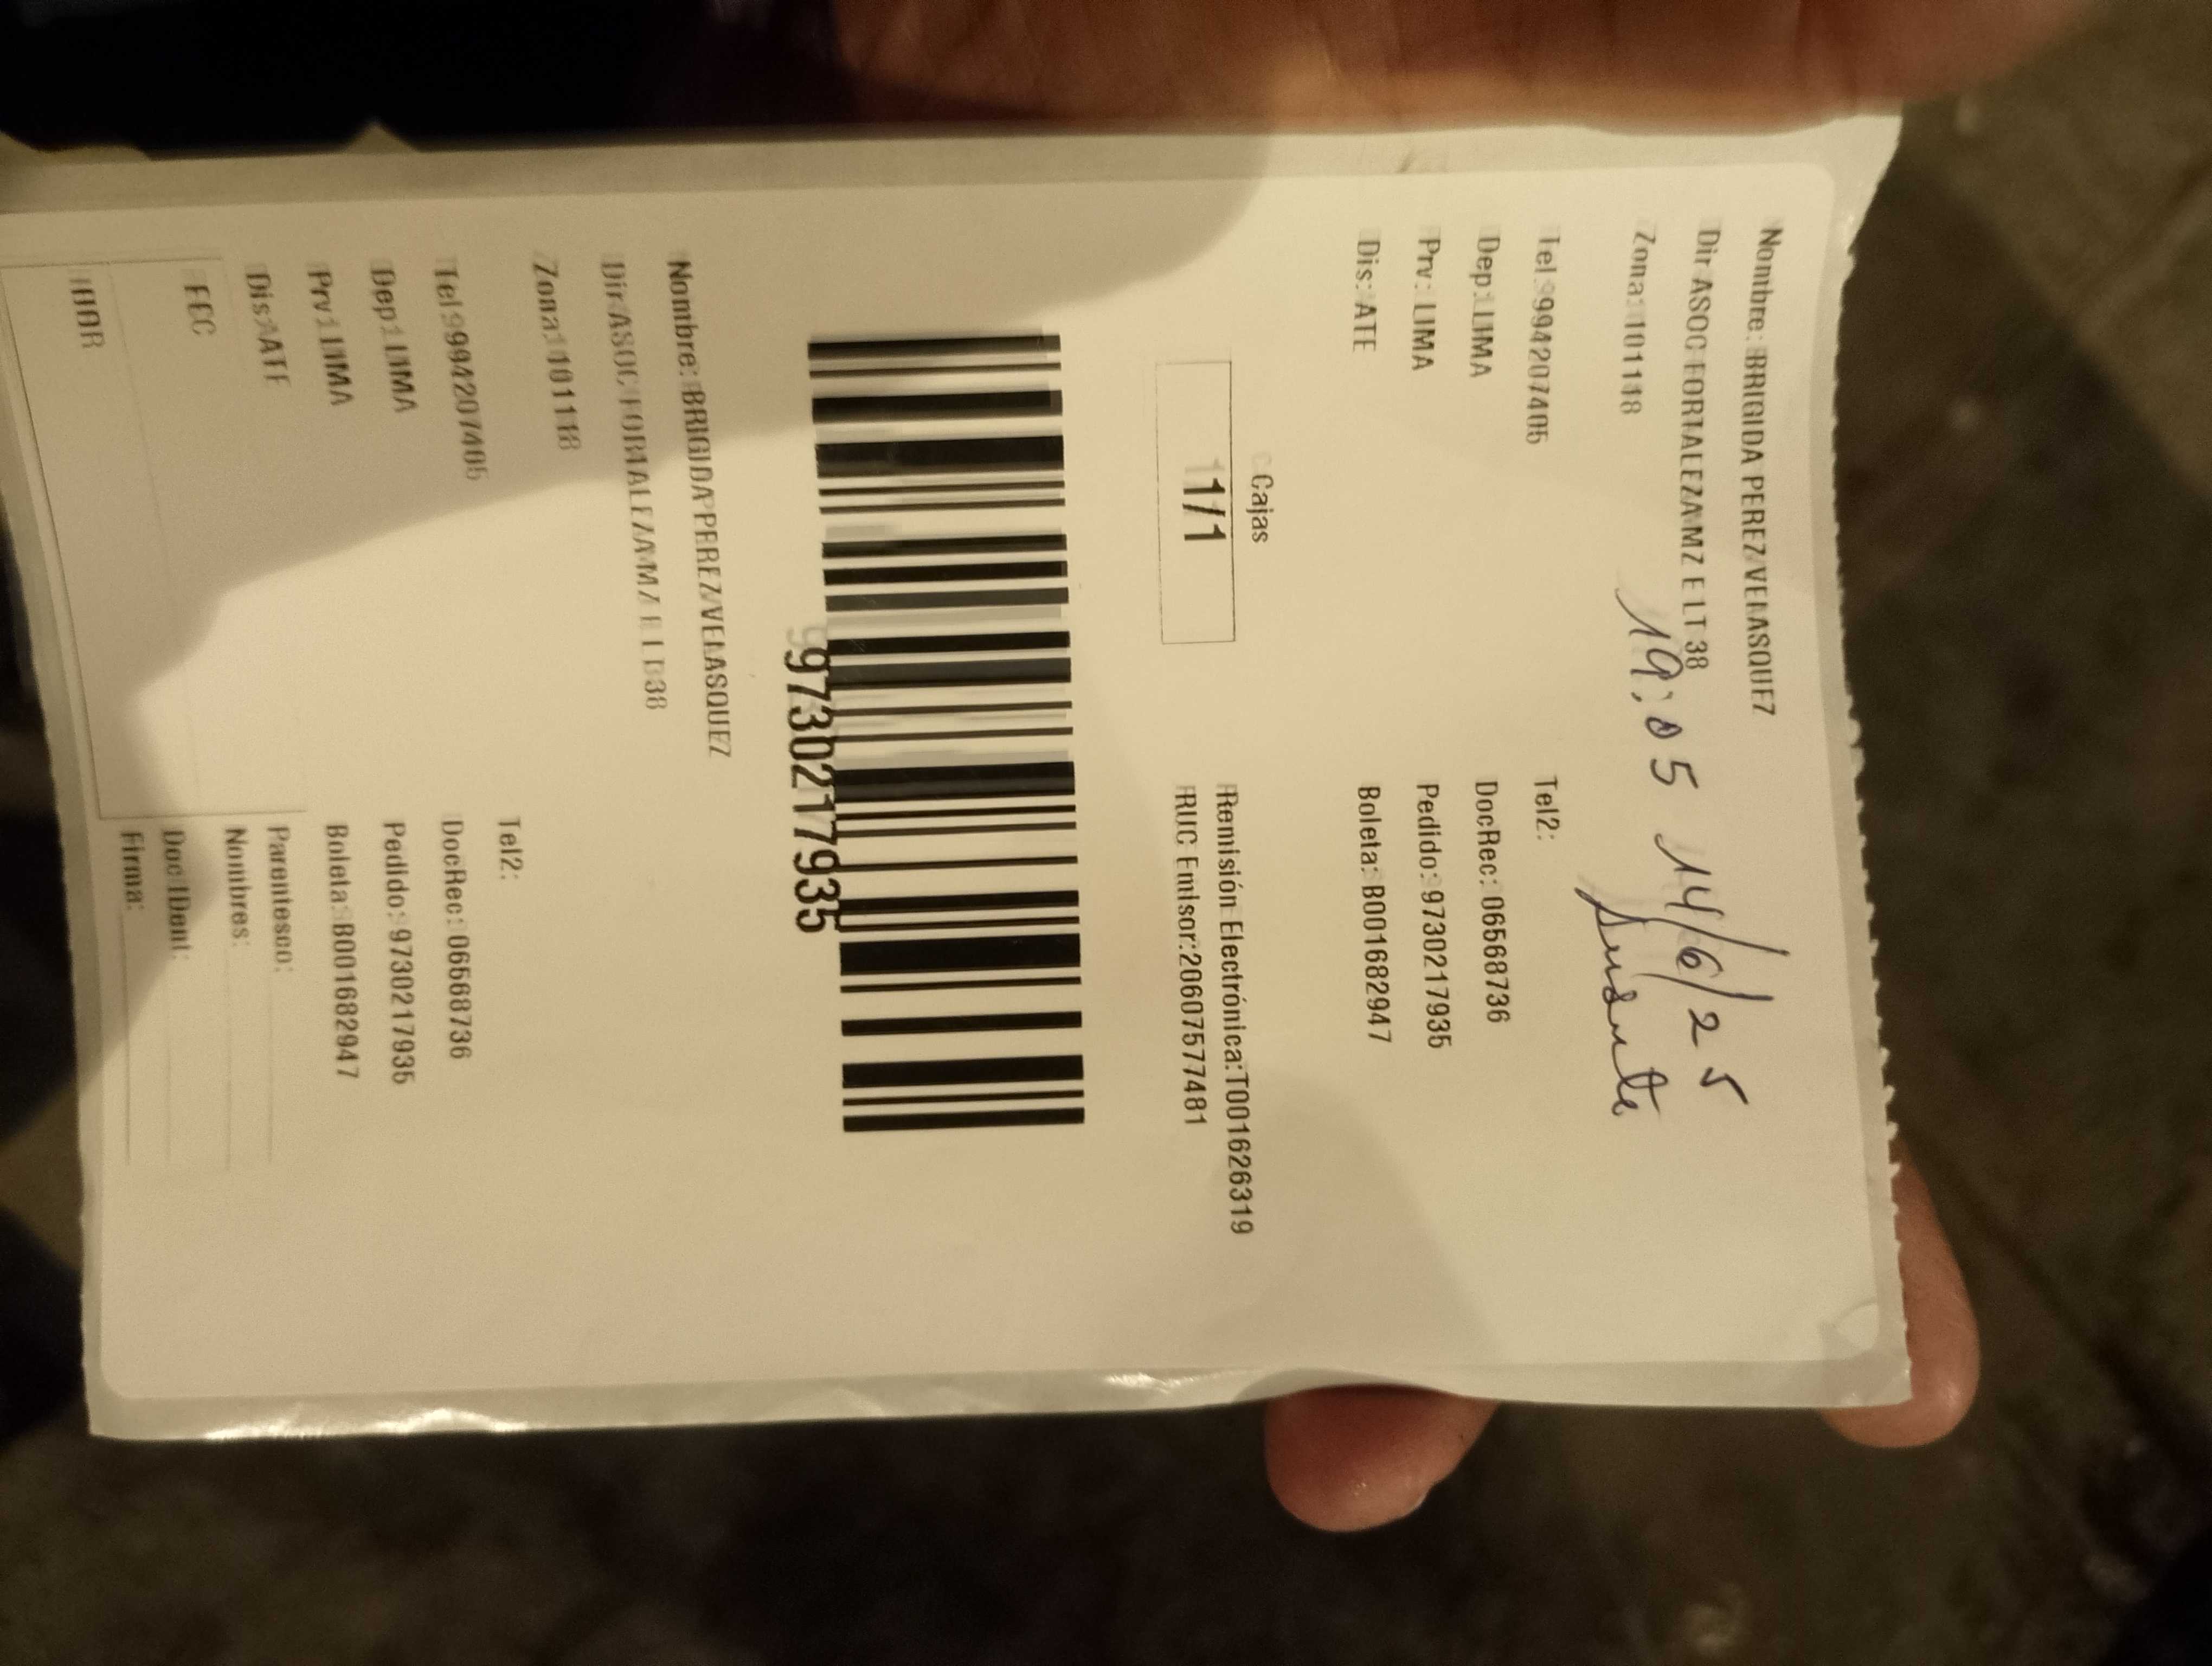 Nombre: BRIGIDA PEREZ VELASQUEZ
Dir ASOC FORTALEZA MZ E LT 38
Zona: 101118
19:05 14/6/25
Ausente
Tel 994207405 Tel2:
Dep: LIMA DocRec: 06568736
Prv: LIMA Pedido: 9730217935
Dis: ATE Boleta: B001682947
Cajas
1/1
Remisión Electrónica:T001626319
RUC Emisor:20607577481
9730217935
Nombre: BRIGIDA PEREZ VELASQUEZ
Dir ASOC FORTALEZA MZ E LT 38
Zona: 101118
Tel 994207405 Tel2:
Dep: LIMA DocRec: 06568736
Prv: LIMA Pedido: 9730217935
Dis: ATE Boleta: B001682947
FEC
HOR
Parentesco:
Nombres:
Doc IDent:
Firma: